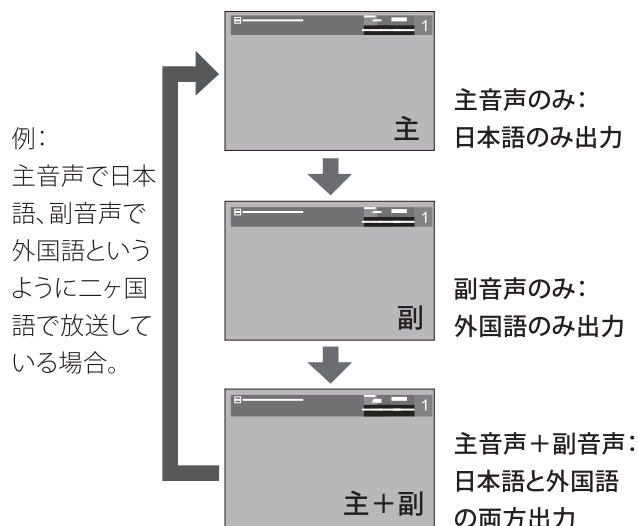 例：
主音声で日本
語、副音声で
外国語という
ように二ヶ国
語で放送して
いる場合。
1
主
主音声のみ：
日本語のみ出力
1
副
副音声のみ：
外国語のみ出力
1
主＋副
主音声＋副音声：
日本語と外国語
の両方出力